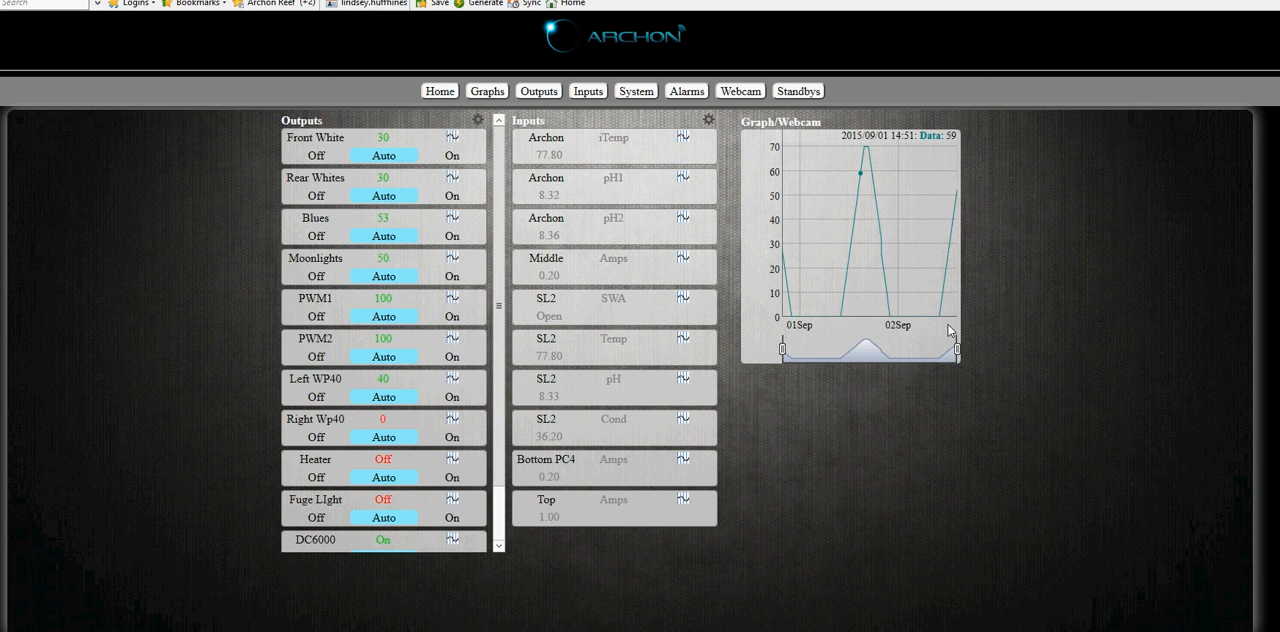 Search Logins Bookmarks Archon Reef (+2) lindsey.huffhines Save Generate Sync Home
ARCHON
Home Graphs Outputs Inputs System Alarms Webcam Standbys
Outputs
Front White 30
Off Auto On
Rear Whites 30
Off Auto On
Blues 53
Off Auto On
Moonlights 50
Off Auto On
PWM1 100
Off Auto On
PWM2 100
Off Auto On
Left WP40 40
Off Auto On
Right Wp40 0
Off Auto On
Heater Off
Off Auto On
Fuge LIght Off
Off Auto On
DC6000 On
Inputs
Archon iTemp
77.80
Archon pH1
8.32
Archon pH2
8.36
Middle Amps
0.20
SL2 SWA
Open
SL2 Temp
77.80
SL2 pH
8.33
SL2 Cond
36.20
Bottom PC4 Amps
0.20
Top Amps
1.00
Graph/Webcam
2015/09/01 14:51: Data: 59
70
60
50
40
30
20
10
0
01Sep 02Sep